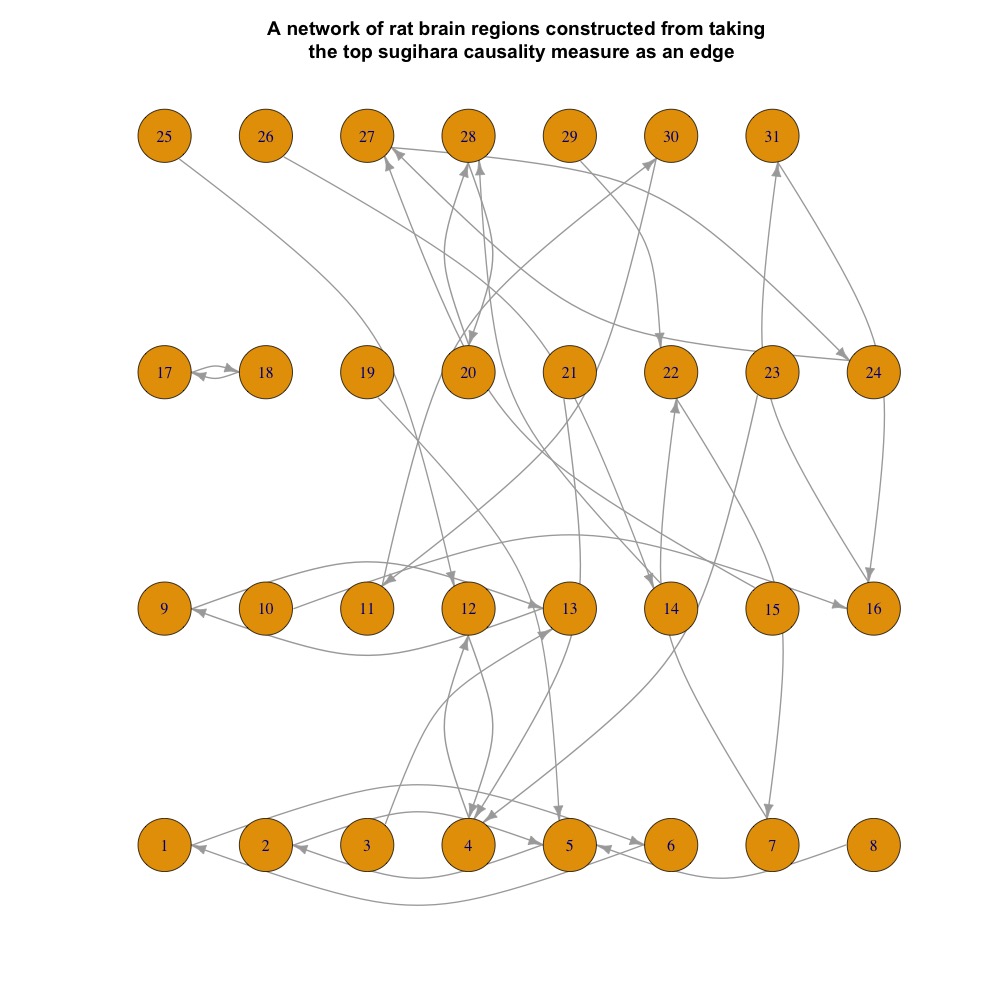 A network of rat brain regions constructed from taking
the top sugihara causality measure as an edge
25 26 27 28 29 30 31
17 18 19 20 21 22 23 24
9 10 11 12 13 14 15 16
1 2 3 4 5 6 7 8